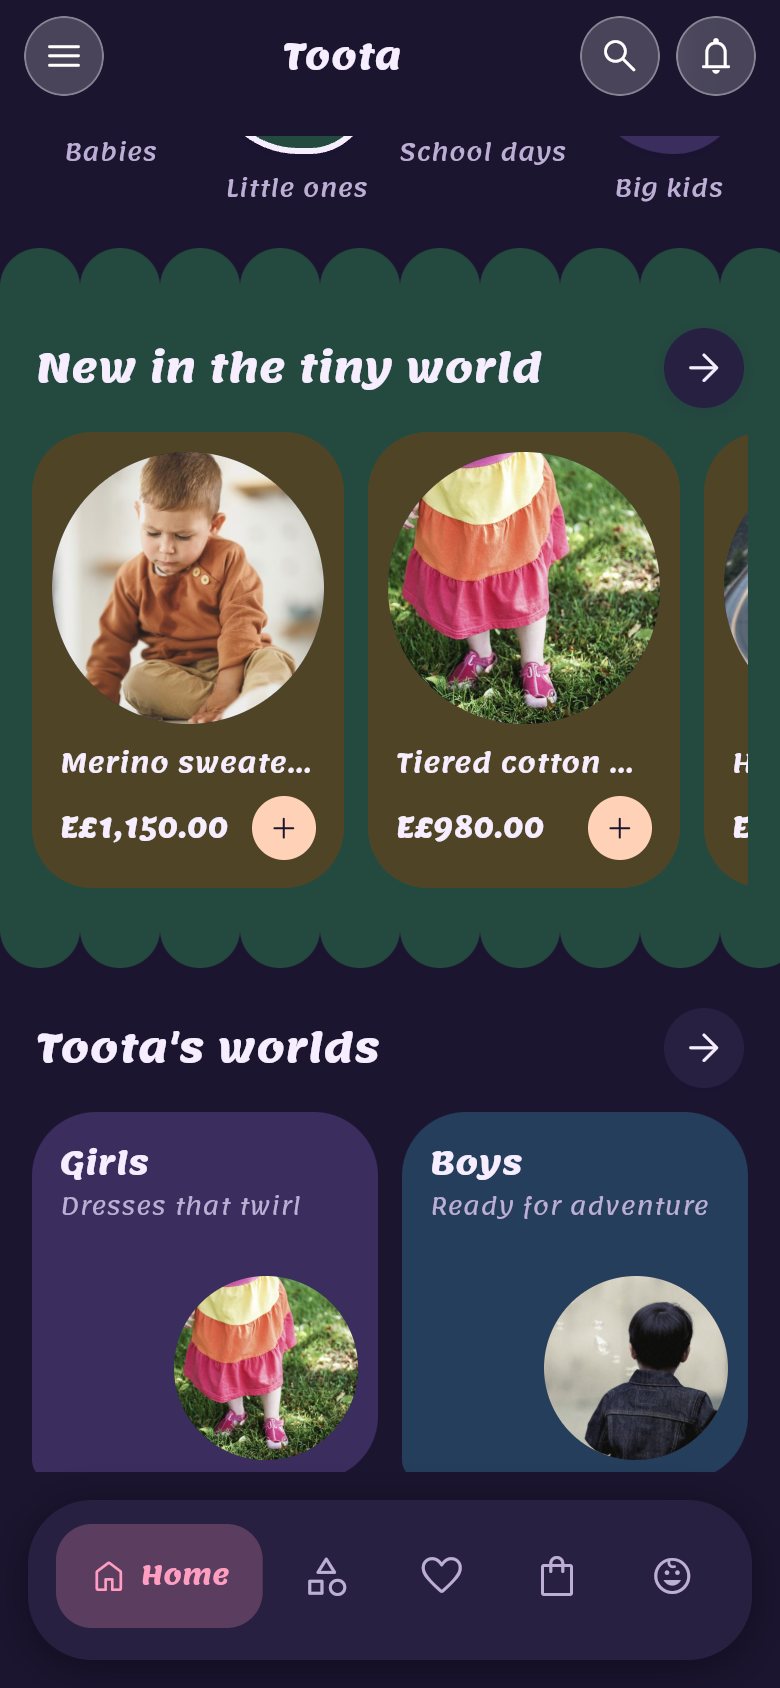 Toota
Babies
School days
Little ones
Big kids
New in the tiny world
Merino sweate...
Tiered cotton ...
E£1,150.00
E£980.00
Toota's worlds
Girls
Boys
Dresses that twirl
Ready for adventure
Home